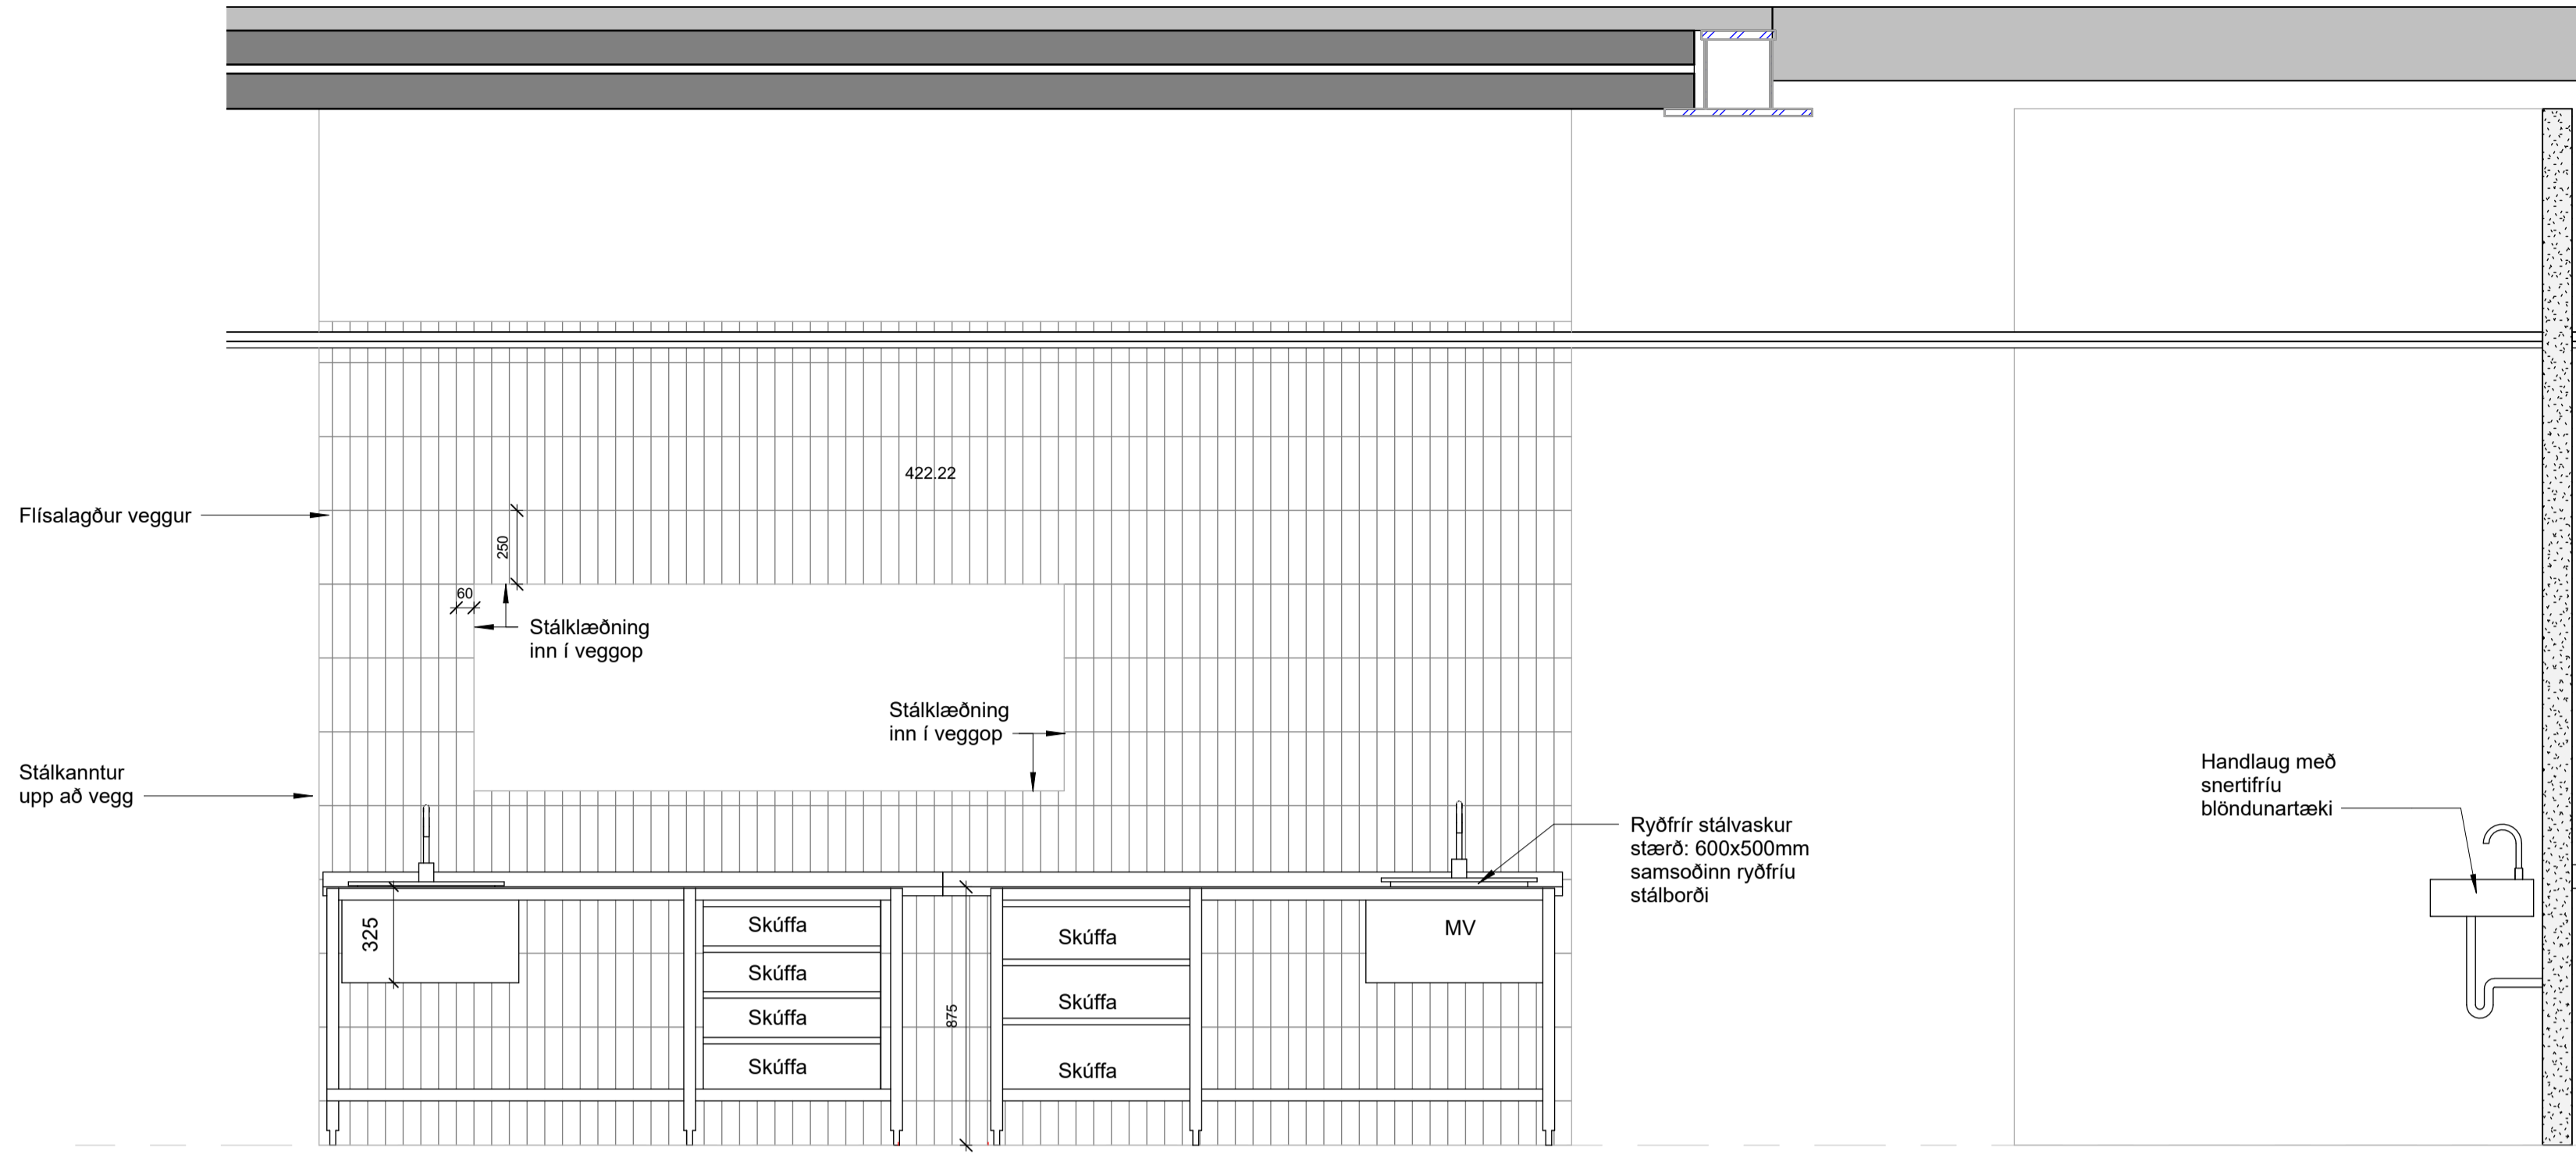 422.22
Flísalagður veggur
250
60
Stálklæðning
inn í veggop
Stálklæðning
inn í veggop
Stálkanntur
upp að vegg
Handlaug með
snertifríu
blöndunartæki
Ryðfrír stálvaskur
stærð: 600x500mm
samsoðinn ryðfríu
stálborði
325
Skúffa
Skúffa
Skúffa
Skúffa
875
Skúffa
Skúffa
Skúffa
MV